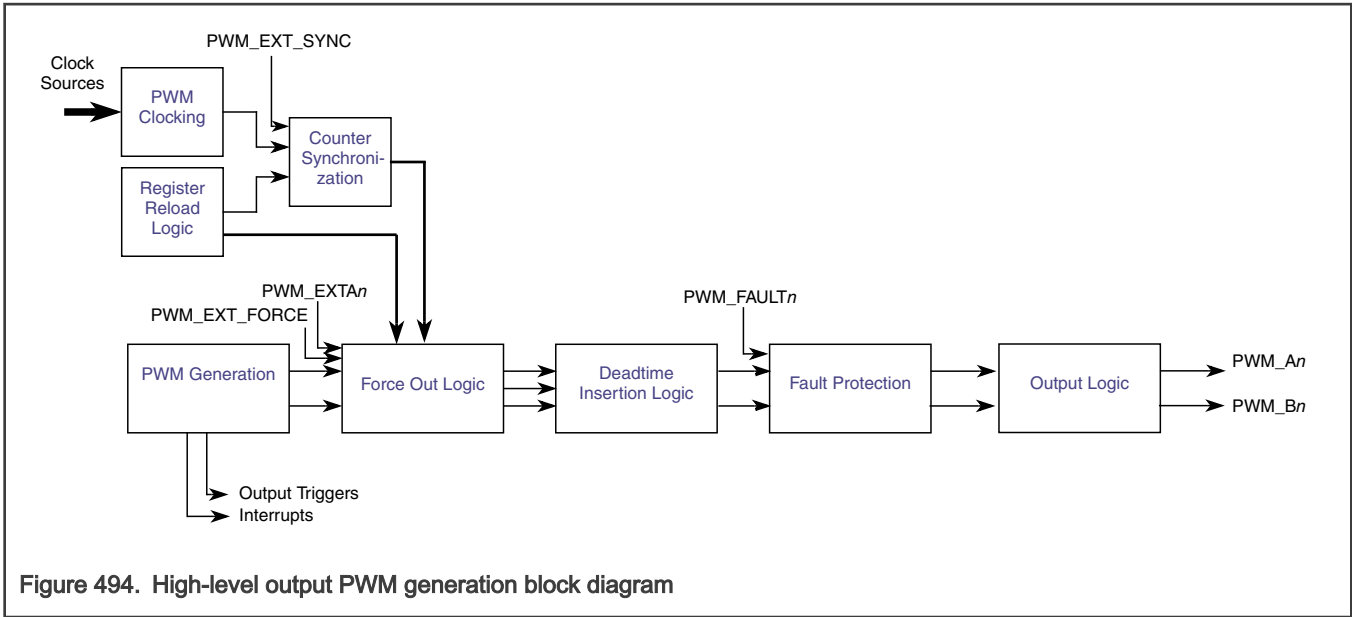 PWM_EXT_SYNC
Clock
Sources
PWM
Clocking
Counter
Synchroni-
zation
Register
Reload
Logic
PWM_EXTAn
PWM_EXT_FORCE
PWM_FAULTn
PWM Generation
Force Out Logic
Deadtime
Insertion Logic
Fault Protection
Output Logic
PWM_An
PWM_Bn
Output Triggers
Interrupts
Figure 494. High-level output PWM generation block diagram